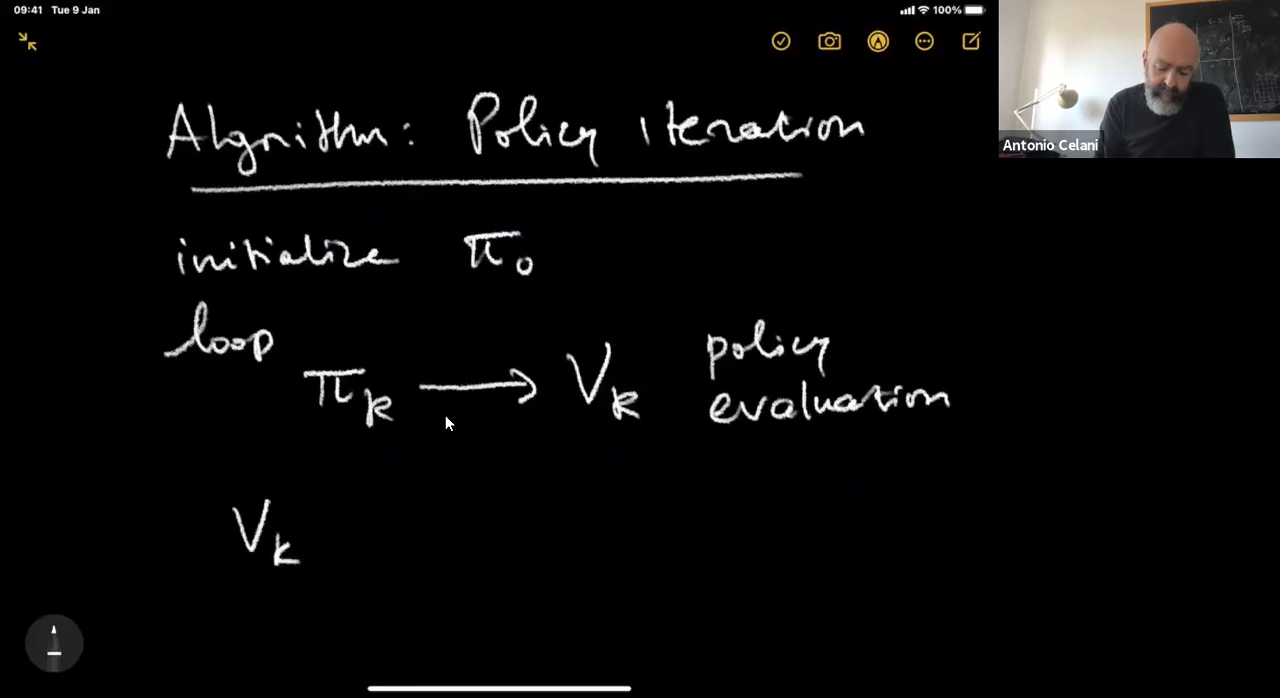 09:41 Tue 9 Jan
100%
Antonio Celani
Algorithm: Policy iteration
initialize π₀
loop
πₖ → Vₖ policy evaluation
Vₖ